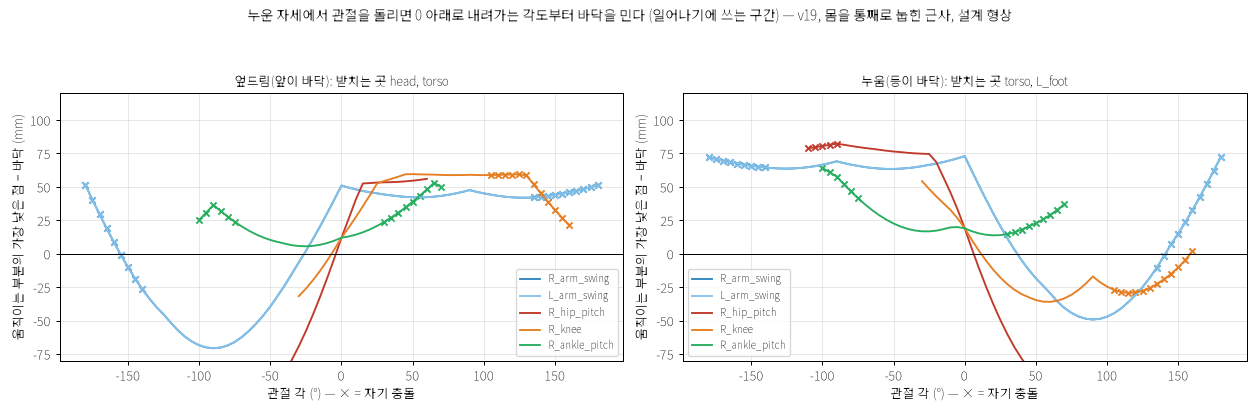 누운 자세에서 관절을 돌리면 0 아래로 내려가는 각도부터 바닥을 민다 (일어나기에 쓰는 구간) — v19, 몸을 통째로 눕힌 근사, 설계 형상
옆드림(앞이 바닥): 받치는 곳 head, torso
움직이는 부분의 가장 낮은 점 − 바닥 (mm)
100
75
50
25
0
-25
-50
-75
-150
-100
-50
0
50
100
150
관절 각 (°) — × = 자기 충돌
R_arm_swing
L_arm_swing
R_hip_pitch
R_knee
R_ankle_pitch
누움(등이 바닥): 받치는 곳 torso, L_foot
움직이는 부분의 가장 낮은 점 − 바닥 (mm)
100
75
50
25
0
-25
-50
-75
-150
-100
-50
0
50
100
150
관절 각 (°) — × = 자기 충돌
R_arm_swing
L_arm_swing
R_hip_pitch
R_knee
R_ankle_pitch